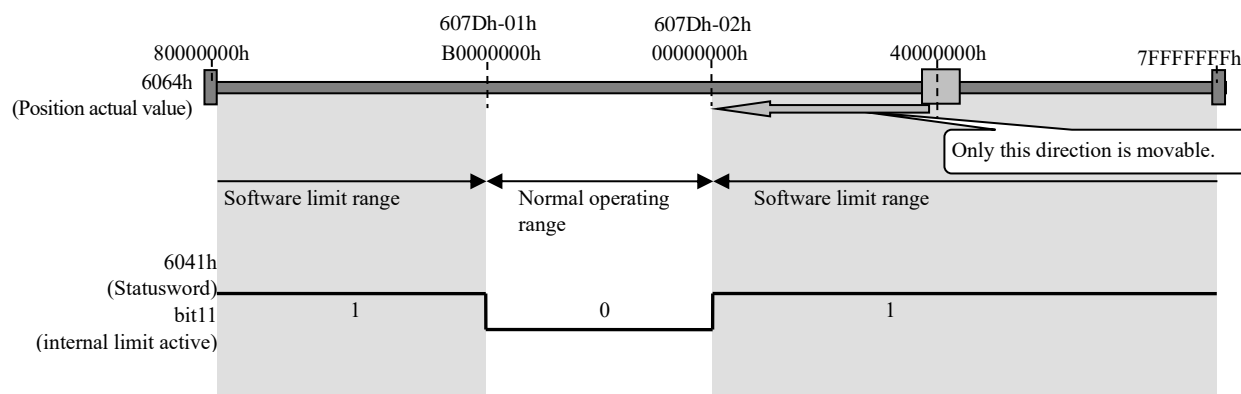 607Dh-01h
607Dh-02h
80000000h
B0000000h
00000000h
40000000h
7FFFFFFFh
6064h
(Position actual value)
Only this direction is movable.
Software limit range
Normal operating
range
Software limit range
6041h
(Statusword)
bit11
(internal limit active)
1
0
1